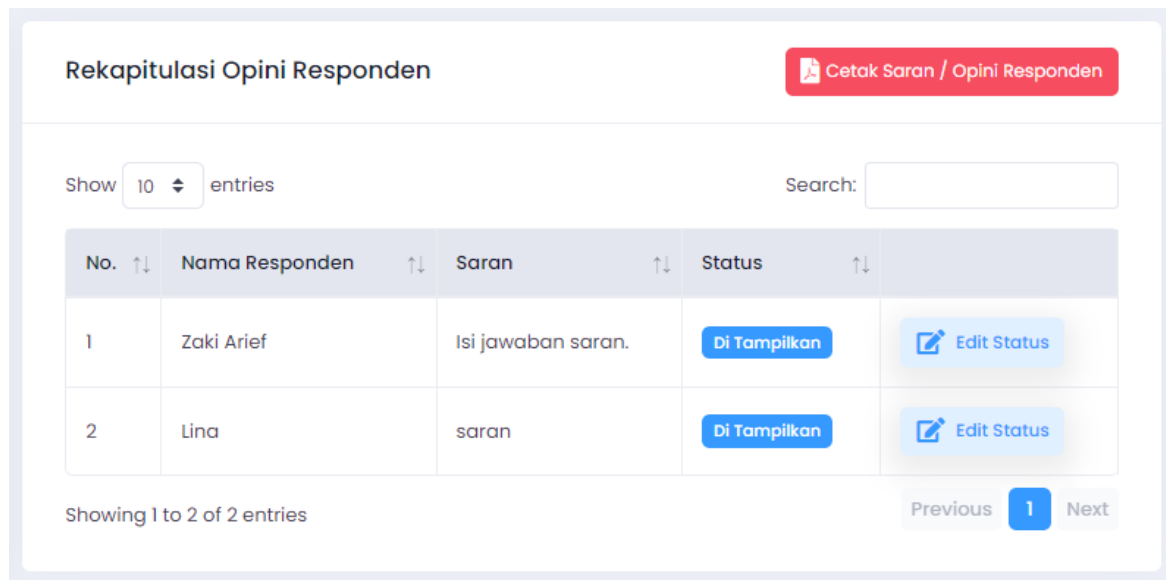 Rekapitulasi Opini Responden
Cetak Saran / Opini Responden
Show 10 entries
Search:
No. Nama Responden Saran Status
1 Zaki Arief Isi jawaban saran. Di Tampilkan Edit Status
2 Lina saran Di Tampilkan Edit Status
Showing 1 to 2 of 2 entries
Previous 1 Next